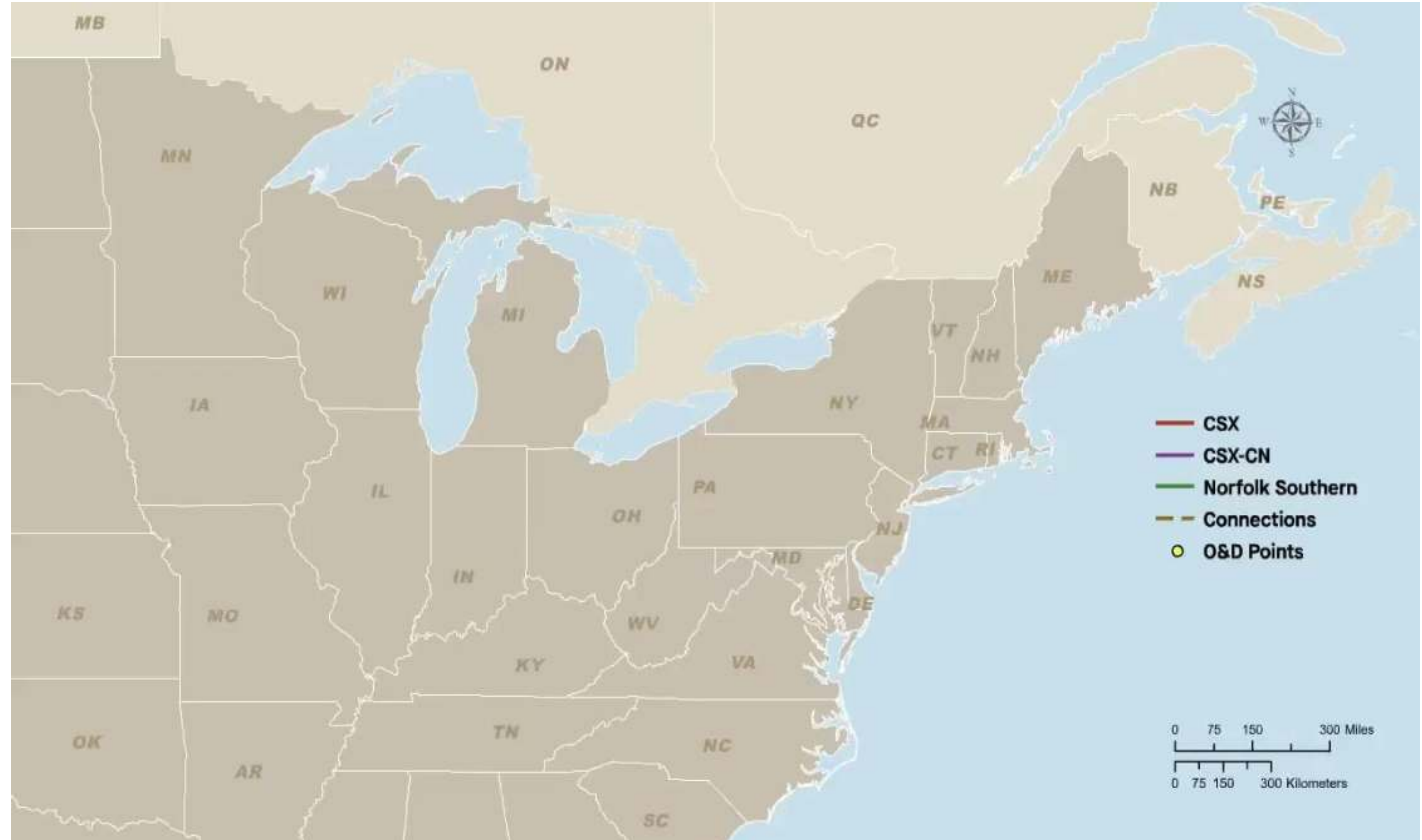 MB
ON
QC
MN
N
W E
S
NB
PE
ME
NS
WI
MI
VT
NH
IA
NY
MA
CSX
CT
RI
CSX-CN
IL
PA
Norfolk Southern
OH
NJ
Connections
MD
O&D Points
IN
DE
KS
MO
WV
KY
VA
TN
NC
OK
AR
0 75 150 300 Miles
0 75 150 300 Kilometers
SC